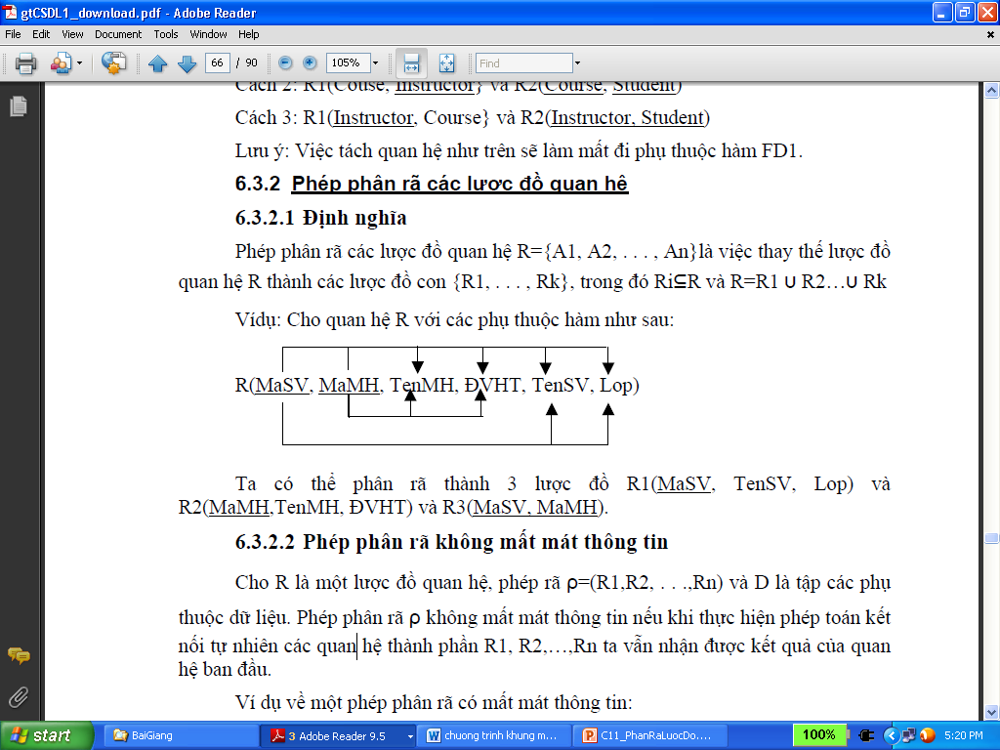 gtCSDL1_download.pdf - Adobe Reader
File Edit View Document Tools Window Help
66 / 90 105% Find
Cách 2: R1(Couse, Instructor} và R2(Course, Student)
Cách 3: R1(Instructor, Course} và R2(Instructor, Student)
Lưu ý: Việc tách quan hệ như trên sẽ làm mất đi phụ thuộc hàm FD1.
6.3.2 Phép phân rã các lược đồ quan hê
6.3.2.1 Định nghĩa
Phép phân rã các lược đồ quan hệ R={A1, A2, . . . , An}là việc thay thế lược đồ
quan hệ R thành các lược đồ con {R1, . . . , Rk}, trong đó Ri⊆R và R=R1 ∪ R2…∪ Rk
Vídụ: Cho quan hệ R với các phụ thuộc hàm như sau:
R(MaSV, MaMH, TenMH, ĐVHT, TenSV, Lop)
Ta có thể phân rã thành 3 lược đồ R1(MaSV, TenSV, Lop) và
R2(MaMH,TenMH, ĐVHT) và R3(MaSV, MaMH).
6.3.2.2 Phép phân rã không mất mát thông tin
Cho R là một lược đồ quan hệ, phép rã ρ=(R1,R2, . . .,Rn) và D là tập các phụ
thuộc dữ liệu. Phép phân rã ρ không mất mát thông tin nếu khi thực hiện phép toán kết
nối tự nhiên các quan hệ thành phần R1, R2,…,Rn ta vẫn nhận được kết quả của quan
hệ ban đầu.
Ví dụ về một phép phân rã có mất mát thông tin:
start BaiGiang 3 Adobe Reader 9.5 chuong trinh khung m... C11_PhanRaLuocDo.... 100% 5:20 PM